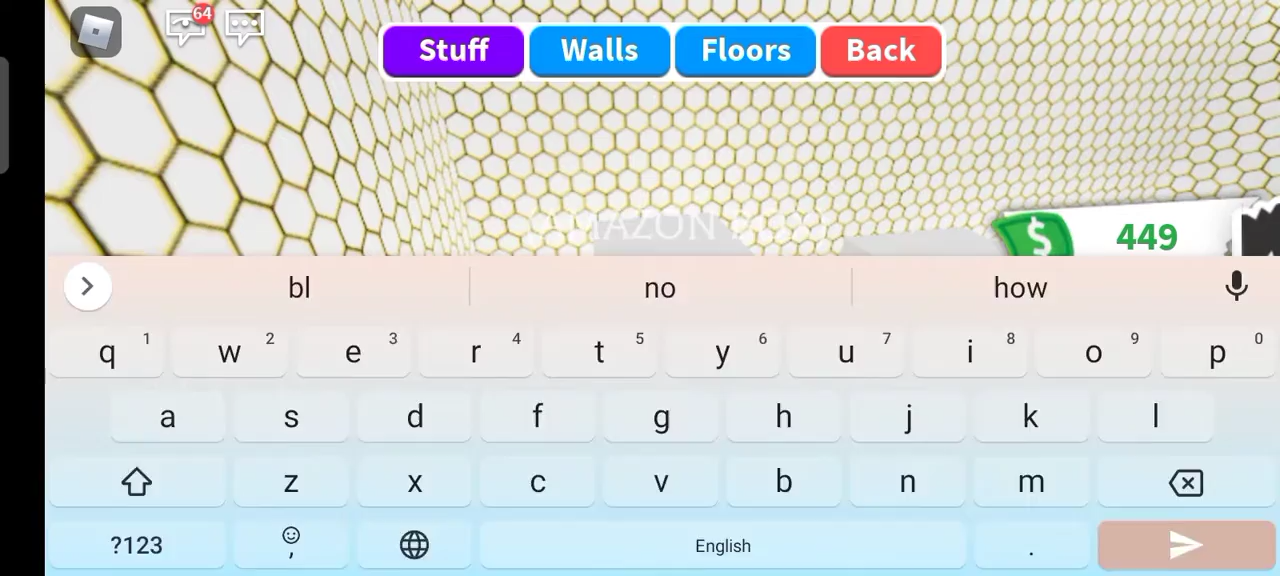 64
Stuff Walls Floors Back
AMAZON
$ 449
bl no how
q 1 w 2 e 3 r 4 t 5 y 6 u 7 i 8 o 9 p 0
a s d f g h j k l
z x c v b n m
?123 , English .